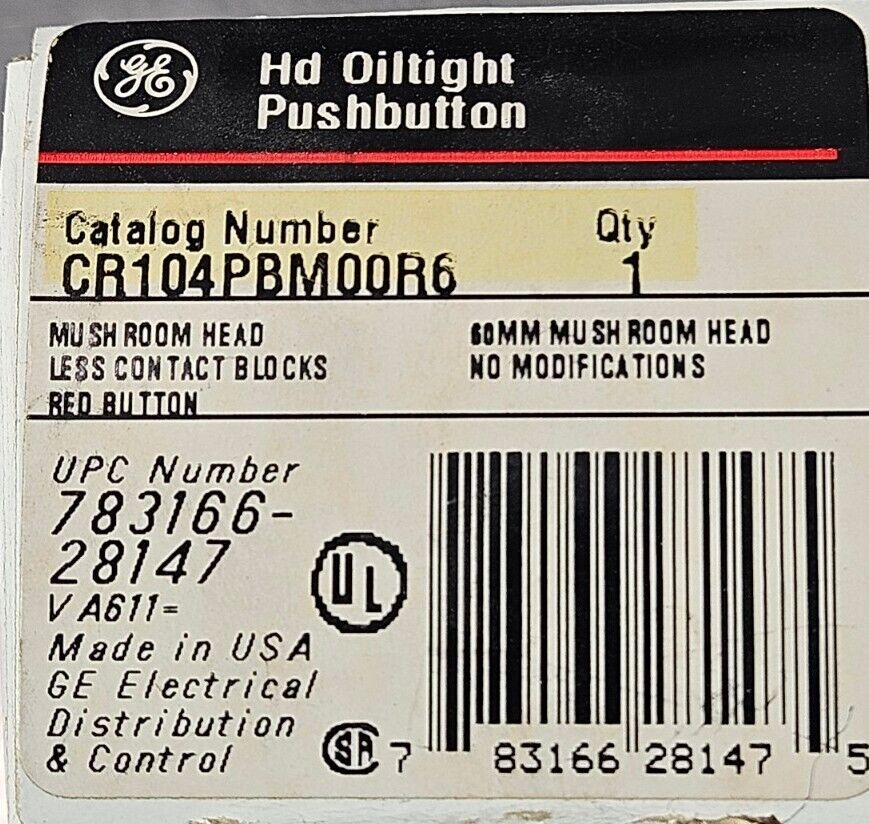 GE
Hd Oiltight
Pushbutton
Catalog Number Qty
CR104PBM00R6 1
MUSHROOM HEAD 60MM MUSHROOM HEAD
LESS CONTACT BLOCKS NO MODIFICATIONS
RED BUTTON
UPC Number
783166-
28147
VA611=
Made in USA
GE Electrical
Distribution
& Control
UL
SA
7 83166 28147 5